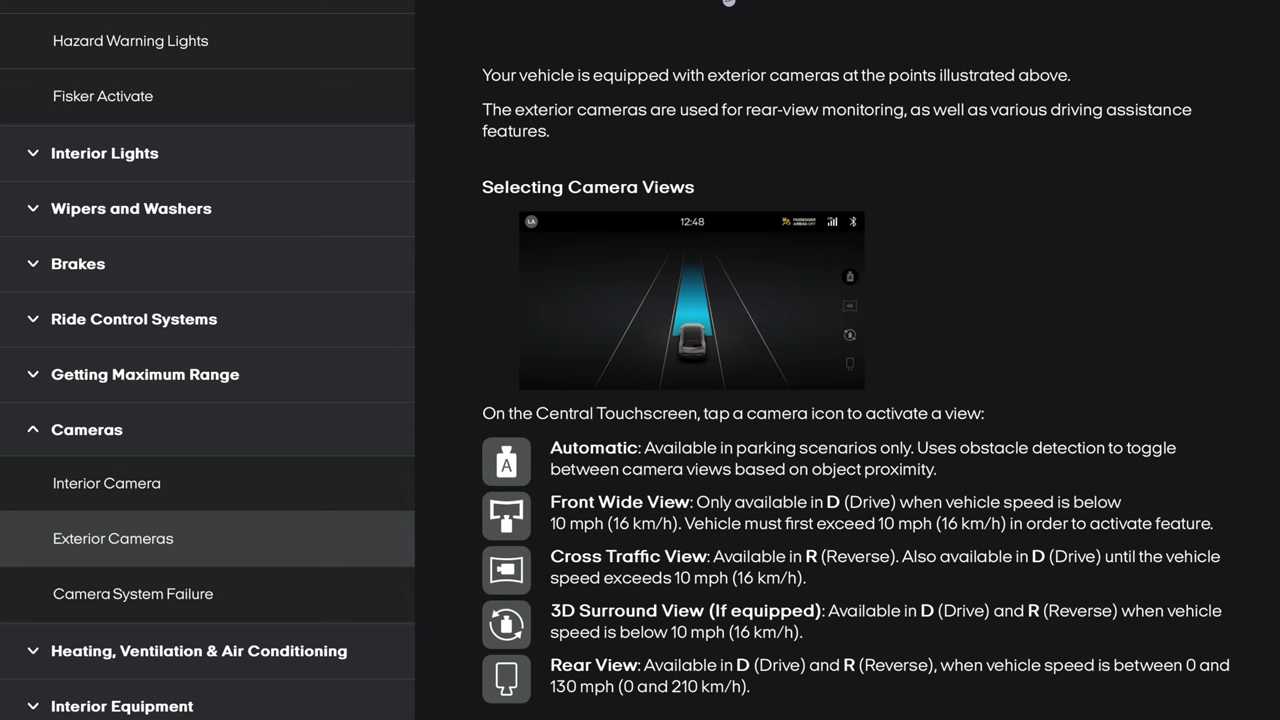 Hazard Warning Lights
Fisker Activate
Interior Lights
Wipers and Washers
Brakes
Ride Control Systems
Getting Maximum Range
Cameras
Interior Camera
Exterior Cameras
Camera System Failure
Heating, Ventilation & Air Conditioning
Interior Equipment
Your vehicle is equipped with exterior cameras at the points illustrated above.
The exterior cameras are used for rear-view monitoring, as well as various driving assistance
features.
Selecting Camera Views
LA
12:48
PASSENGER
AIRBAG OFF
On the Central Touchscreen, tap a camera icon to activate a view:
A
Automatic: Available in parking scenarios only. Uses obstacle detection to toggle
between camera views based on object proximity.
Front Wide View: Only available in D (Drive) when vehicle speed is below
10 mph (16 km/h). Vehicle must first exceed 10 mph (16 km/h) in order to activate feature.
Cross Traffic View: Available in R (Reverse). Also available in D (Drive) until the vehicle
speed exceeds 10 mph (16 km/h).
3D Surround View (If equipped): Available in D (Drive) and R (Reverse) when vehicle
speed is below 10 mph (16 km/h).
Rear View: Available in D (Drive) and R (Reverse), when vehicle speed is between 0 and
130 mph (0 and 210 km/h).